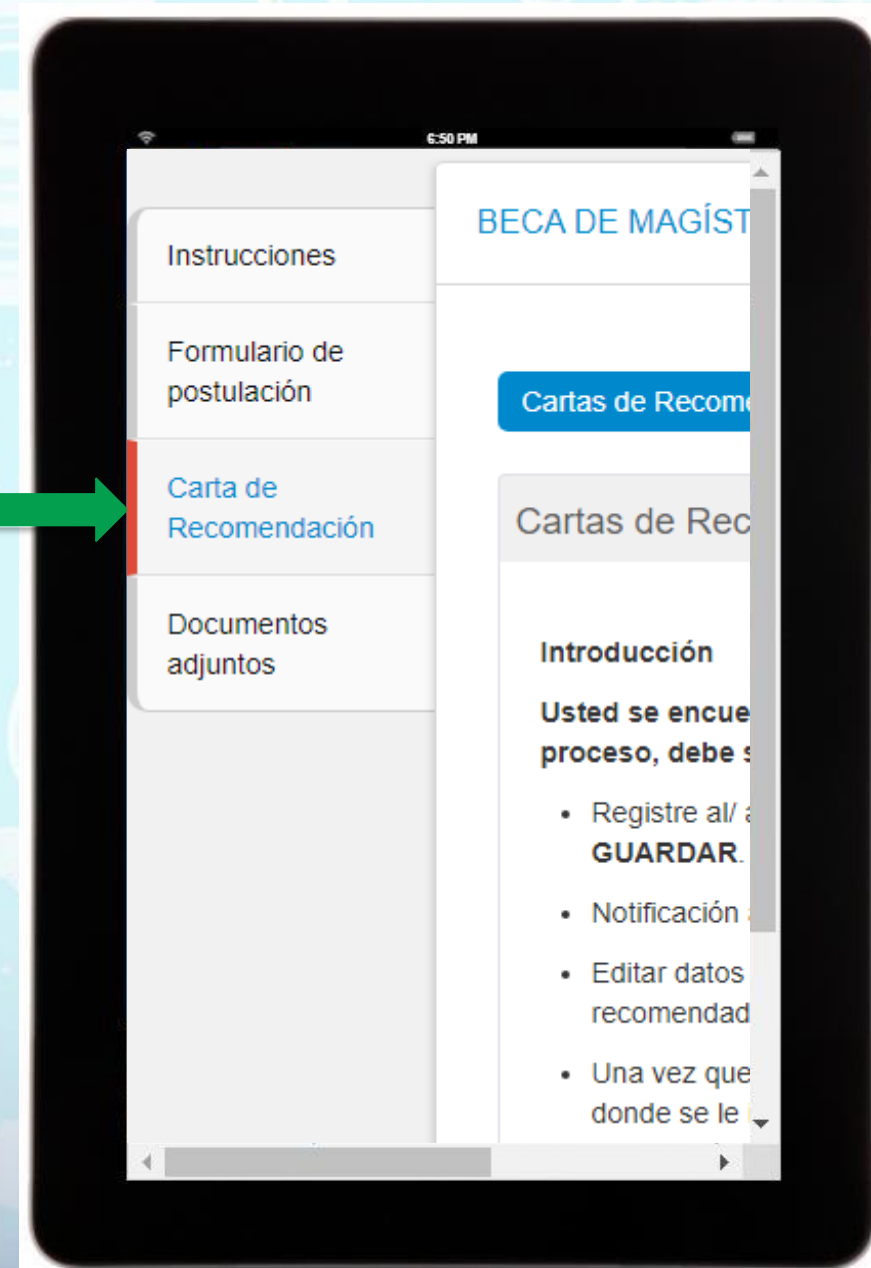 6:50 PM
Instrucciones
Formulario de
postulación
Carta de
Recomendación
Documentos
adjuntos
BECA DE MAGÍST
Cartas de Recom
Cartas de Rec
Introducción
Usted se encue
proceso, debe s
• Registre al/ a
GUARDAR.
• Notificación
• Editar datos
recomendad
• Una vez que
donde se le